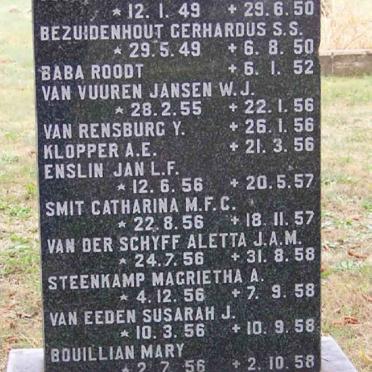 * 12. 1. 49 + 29. 6. 50
BEZUIDENHOUT GERHARDUS S.S.
* 29. 5. 49 + 6. 8. 50
BABA ROODT + 6. 1. 52
VAN VUUREN JANSEN W.J.
* 28. 2. 55 + 22. 1. 56
VAN RENSBURG Y. + 26. 1. 56
KLOPPER A.E. + 21. 3. 56
ENSLIN JAN L.F.
* 12. 6. 56 + 20. 5. 57
SMIT CATHARINA M.F.C.
* 22. 8. 56 + 18. 11. 57
VAN DER SCHYFF ALETTA J.A.M.
* 24. 7. 56 + 31. 8. 58
STEENKAMP MAGRIETHA A.
* 4. 12. 56 + 7. 9. 58
VAN EEDEN SUSARAH J.
* 10. 3. 56 + 10. 9. 58
BOUILLIAN MARY
* 2. 7. 56 + 2. 10. 58